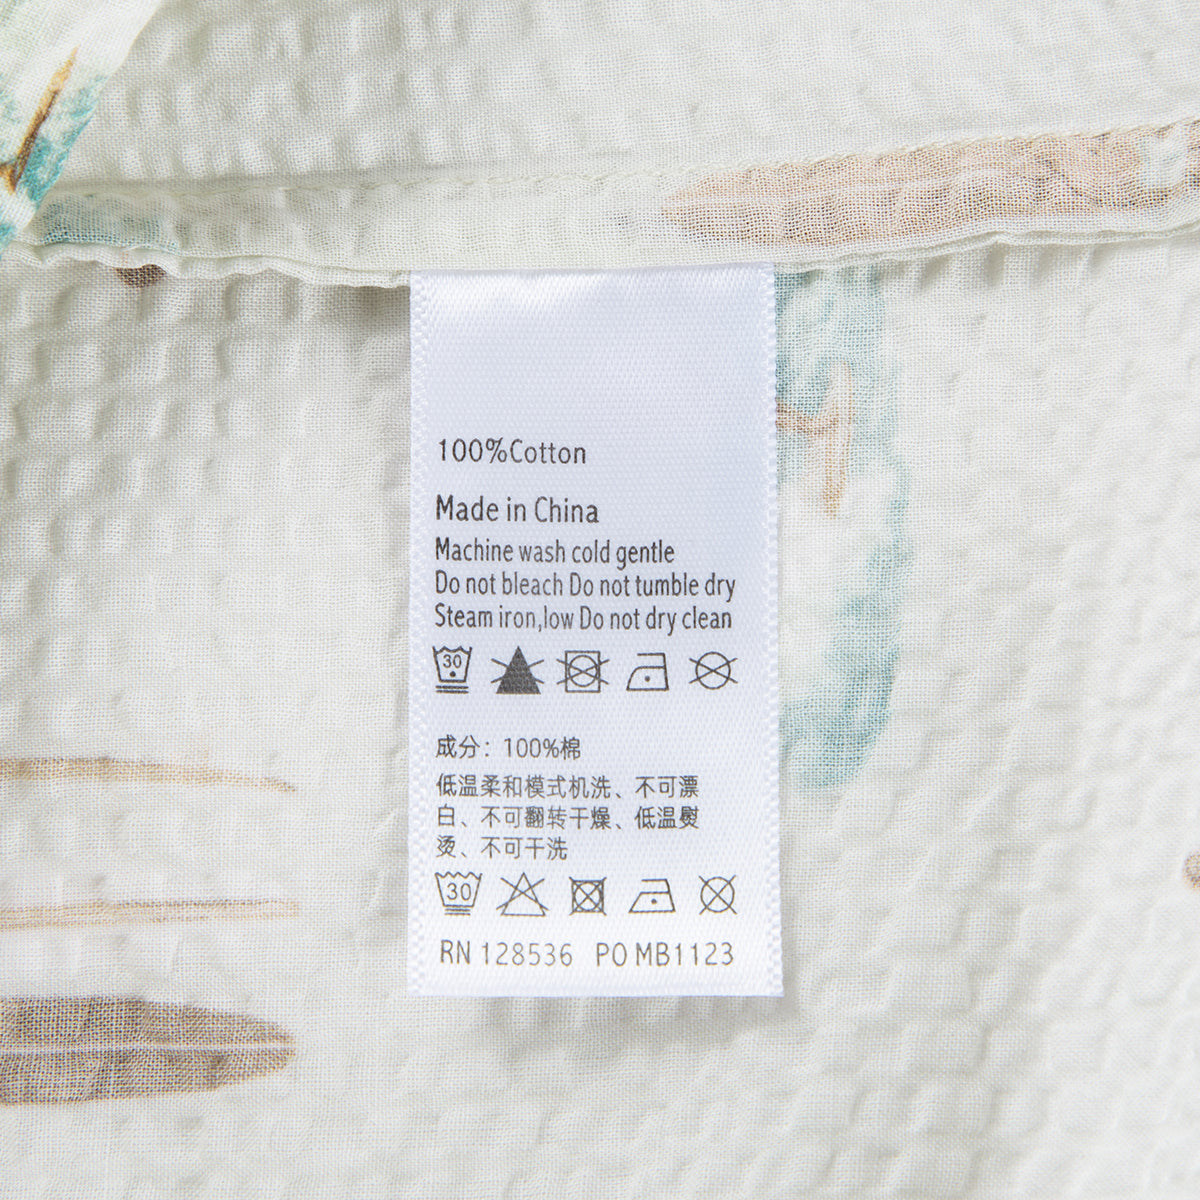 100%Cotton
Made in China
Machine wash cold gentle
Do not bleach Do not tumble dry
Steam iron,low Do not dry clean
30
成分：100%棉
低温柔和模式机洗、不可漂
白、不可翻转干燥、低温熨
烫、不可干洗
30
RN 128536 PO MB1123